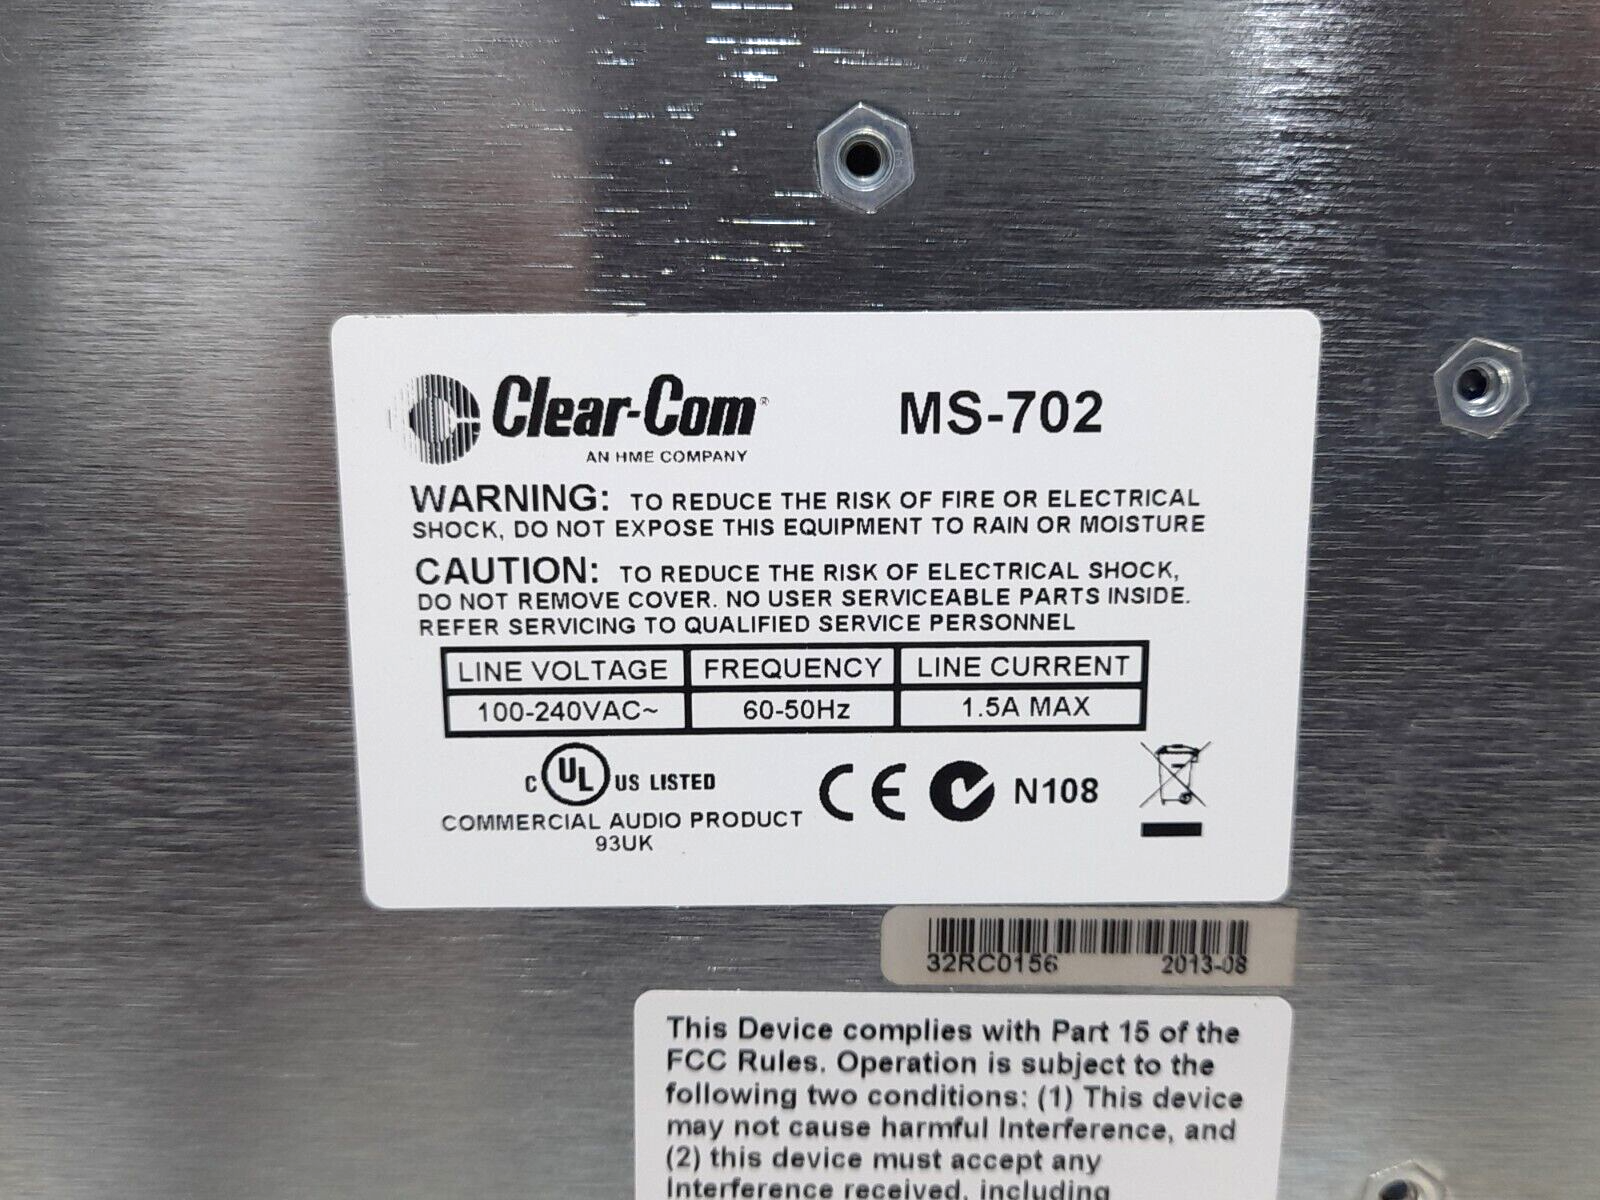 Clear-Com®
AN HME COMPANY
MS-702
WARNING: TO REDUCE THE RISK OF FIRE OR ELECTRICAL
SHOCK, DO NOT EXPOSE THIS EQUIPMENT TO RAIN OR MOISTURE
CAUTION: TO REDUCE THE RISK OF ELECTRICAL SHOCK,
DO NOT REMOVE COVER. NO USER SERVICEABLE PARTS INSIDE.
REFER SERVICING TO QUALIFIED SERVICE PERSONNEL
LINE VOLTAGE FREQUENCY LINE CURRENT
100-240VAC~ 60-50Hz 1.5A MAX
C UL US LISTED
COMMERCIAL AUDIO PRODUCT
93UK
CE N108
32RC0156 2013-08
This Device complies with Part 15 of the
FCC Rules. Operation is subject to the
following two conditions: (1) This device
may not cause harmful Interference, and
(2) this device must accept any
Interference received, including